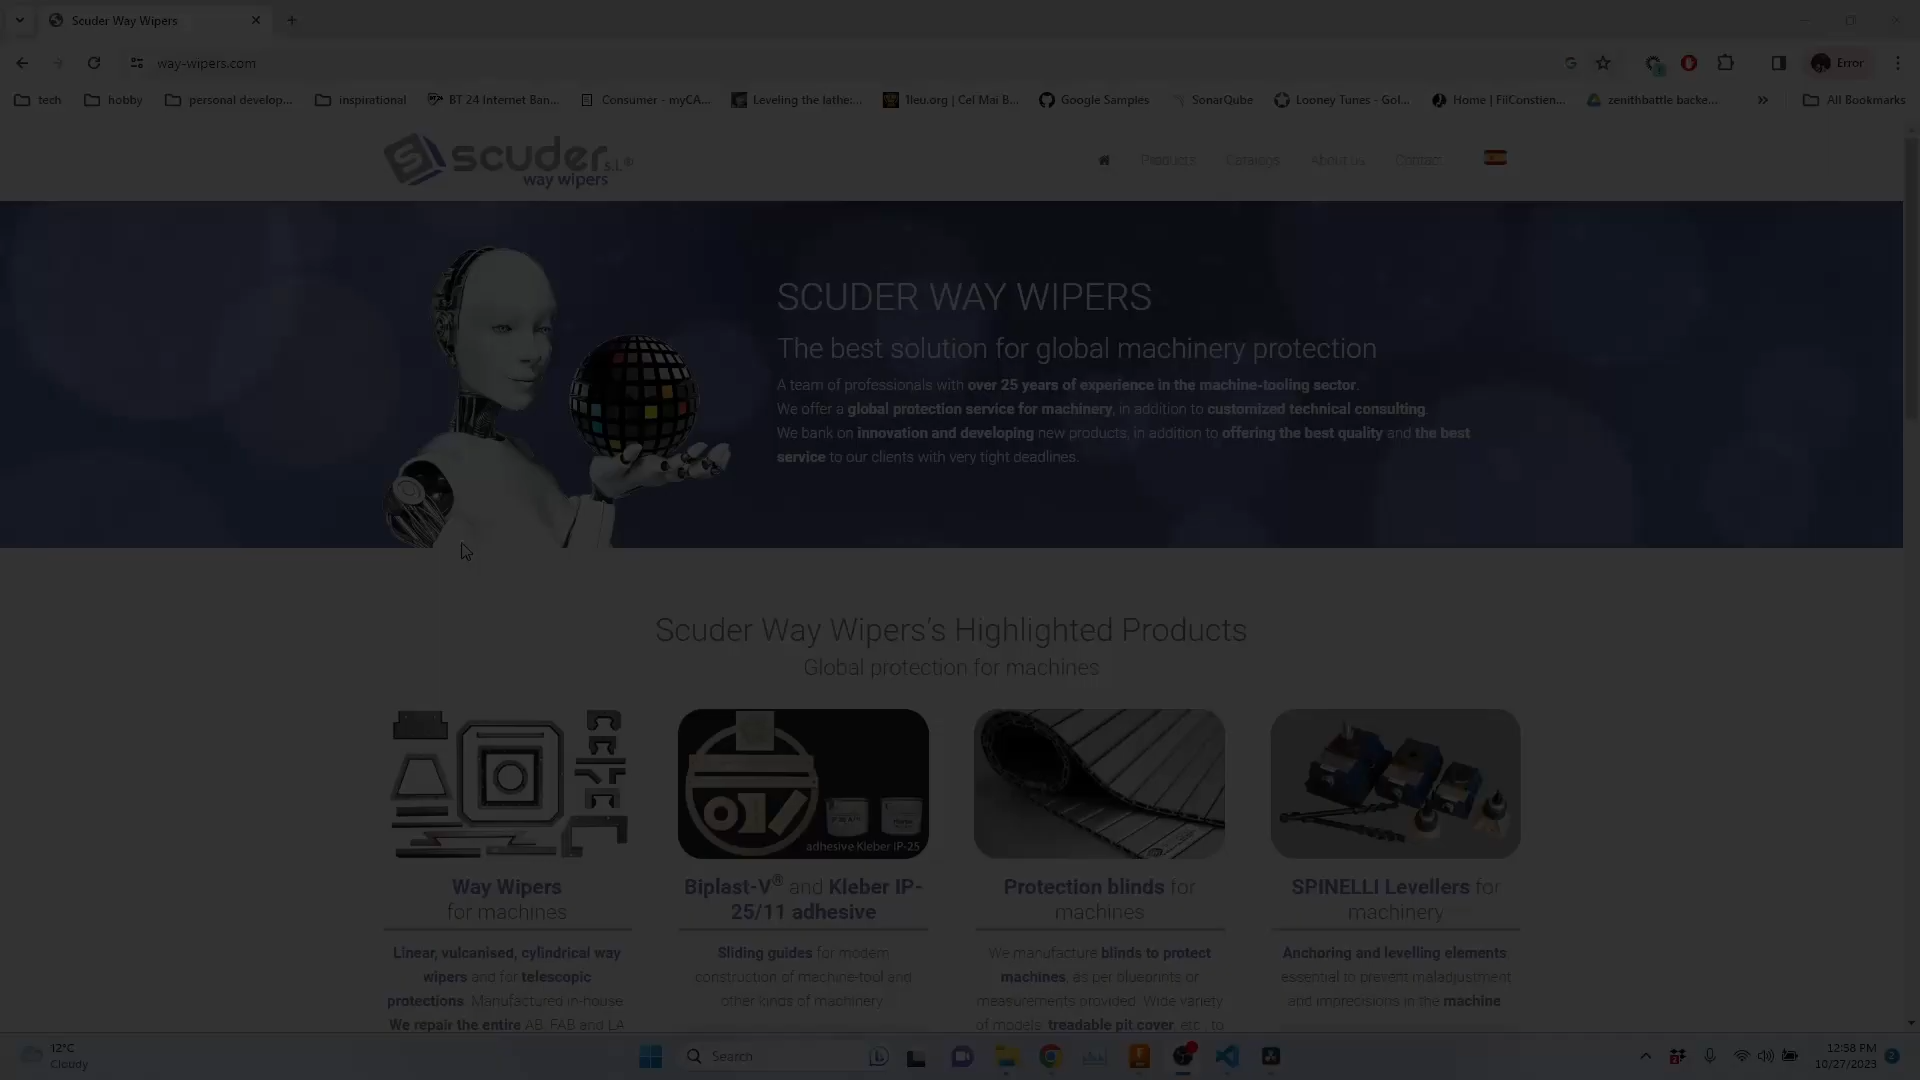 Scuder Way Wipers
way-wipers.com
Error
tech
hobby
personal develop...
inspirational
BT 24 Internet Ban...
Consumer - myCA...
Leveling the lathe:...
1leu.org | Cel Mai B...
Google Samples
SonarQube
Looney Tunes - Gol...
Home | FiiConstien...
zenithbattle backe...
All Bookmarks
scuder S.L®
way wipers
Products
Catalogs
About us
Contact
SCUDER WAY WIPERS
The best solution for global machinery protection
A team of professionals with over 25 years of experience in the machine-tooling sector.
We offer a global protection service for machinery, in addition to customized technical consulting.
We bank on innovation and developing new products, in addition to offering the best quality and the best
service to our clients with very tight deadlines.
Scuder Way Wipers's Highlighted Products
Global protection for machines
adhesive Kleber IP-25
Way Wipers
for machines
Biplast-V® and Kleber IP-
25/11 adhesive
Protection blinds for
machines
SPINELLI Levellers for
machinery
Linear, vulcanised, cylindrical way
wipers and for telescopic
protections. Manufactured in-house.
We repair the entire AB, FAB and LA
Sliding guides for modern
construction of machine-tool and
other kinds of machinery
We manufacture blinds to protect
machines, as per blueprints or
measurements provided. Wide variety
of models: treadable pit cover, etc., to
Anchoring and levelling elements
essential to prevent maladjustment
and imprecisions in the machine
12°C
Cloudy
Search
12:58 PM
10/27/2023
2